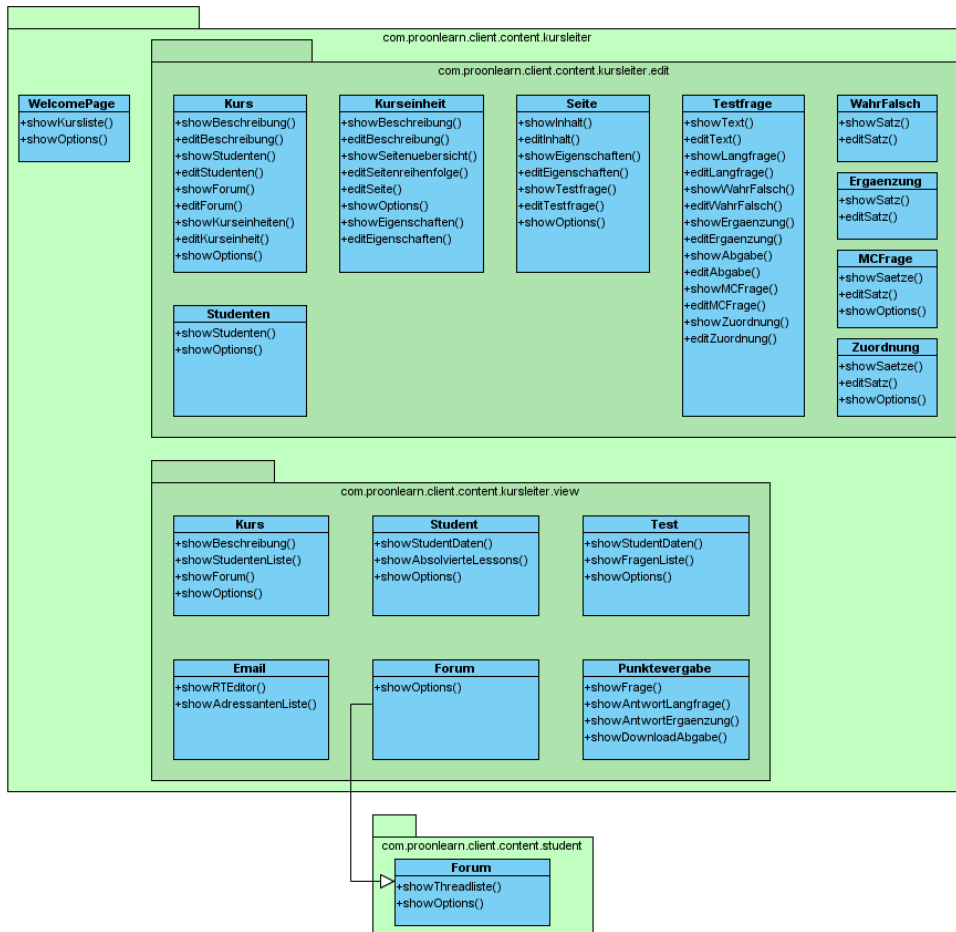 com.proonlearn.client.content.kursleiter
com.proonlearn.client.content.kursleiter.edit
WelcomePage
+showKursliste()
+showOptions()
Kurs
+showBeschreibung()
+editBeschreibung()
+showStudenten()
+editStudenten()
+showForum()
+editForum()
+showKurseinheiten()
+editKurseinheit()
+showOptions()
Kurseinheit
+showBeschreibung()
+editBeschreibung()
+showSeitenuebersicht()
+editSeitenreihenfolge()
+editSeite()
+showOptions()
+showEigenschaften()
+editEigenschaften()
Seite
+showInhalt()
+editInhalt()
+showEigenschaften()
+editEigenschaften()
+showTestfrage()
+editTestfrage()
+showOptions()
Testfrage
+showText()
+editText()
+showLangfrage()
+editLangfrage()
+showWahrFalsch()
+editWahrFalsch()
+showErgaenzung()
+editErgaenzung()
+showAbgabe()
+editAbgabe()
+showMCFrage()
+editMCFrage()
+showZuordnung()
+editZuordnung()
WahrFalsch
+showSatz()
+editSatz()
Ergaenzung
+showSatz()
+editSatz()
MCFrage
+showSaetze()
+editSatz()
+showOptions()
Zuordnung
+showSaetze()
+editSatz()
+showOptions()
Studenten
+showStudenten()
+showOptions()
com.proonlearn.client.content.kursleiter.view
Kurs
+showBeschreibung()
+showStudentenListe()
+showForum()
+showOptions()
Student
+showStudentDaten()
+showAbsolvierteLessons()
+showOptions()
Test
+showStudentDaten()
+showFragenListe()
+showOptions()
Email
+showRTEditor()
+showAdressantenListe()
Forum
+showOptions()
Punktevergabe
+showFrage()
+showAntwortLangfrage()
+showAntwortErgaenzung()
+showDownloadAbgabe()
com.proonlearn.client.content.student
Forum
+showThreadliste()
+showOptions()